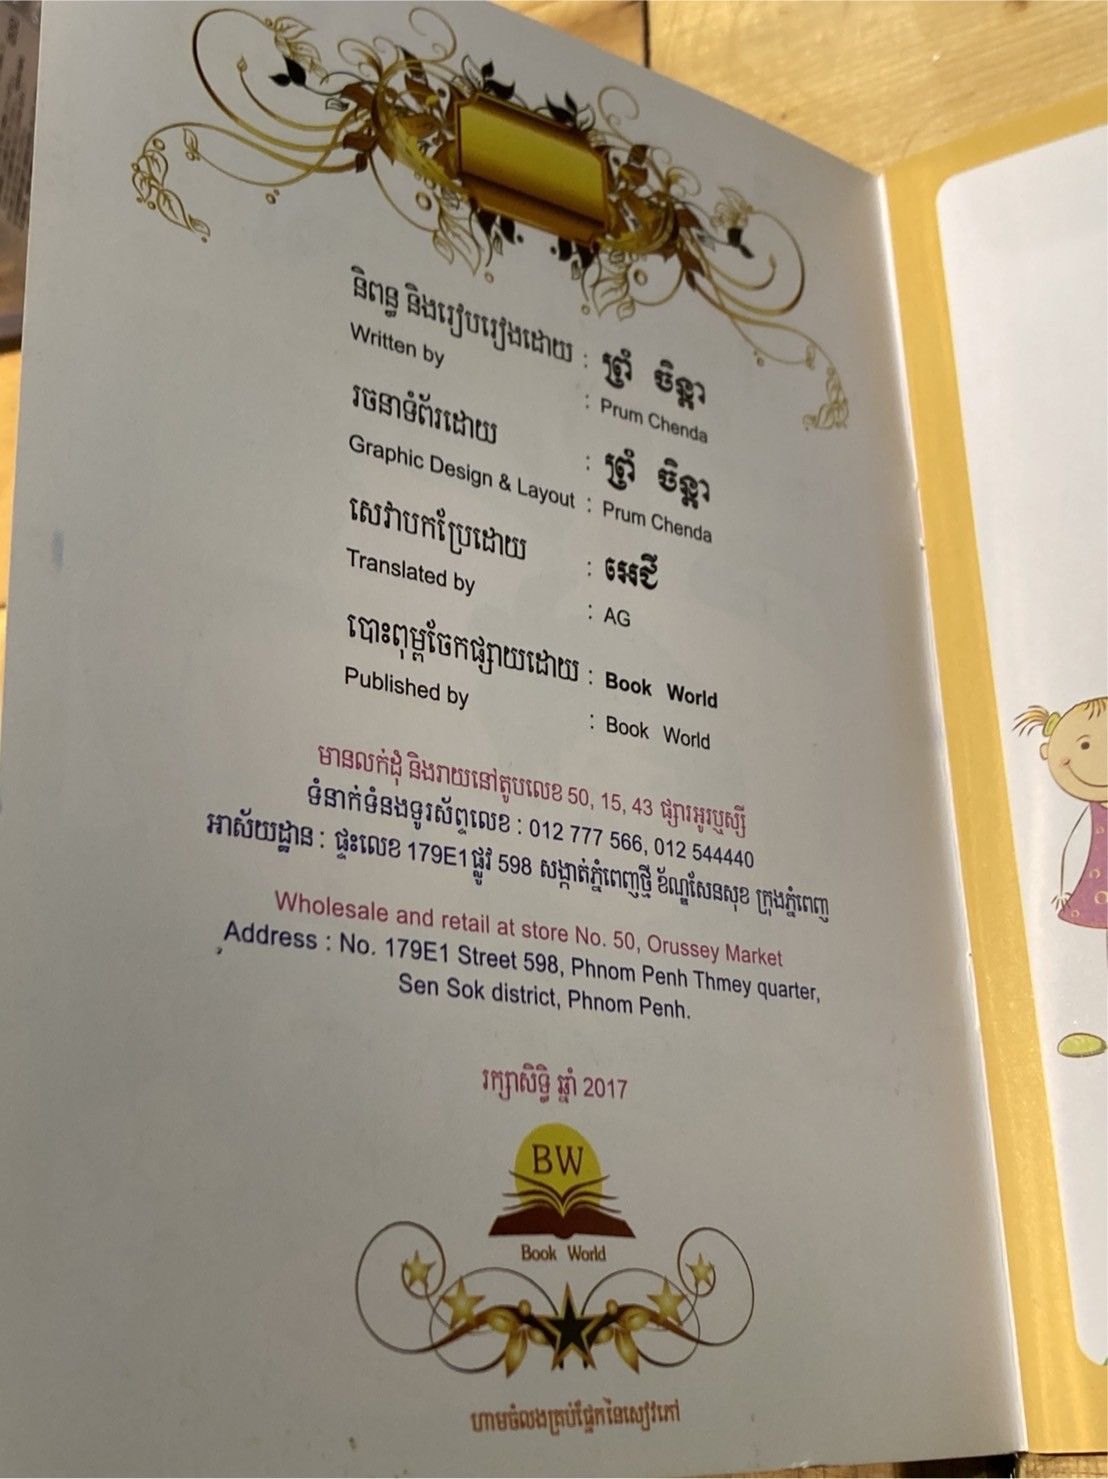 និពន្ធ និងរៀបរៀងដោយ : ព្រំ ចិន្តា
Written by : Prum Chenda
រចនាទំព័រដោយ : ព្រំ ចិន្តា
Graphic Design & Layout : Prum Chenda
សេវាបកប្រែដោយ : អេជី
Translated by : AG
បោះពុម្ពចែកផ្សាយដោយ : Book World
Published by : Book World
មានលក់ដុំ និងរាយនៅតូបលេខ 50, 15, 43 ផ្សារអូរឫស្សី
ទំនាក់ទំនងទូរស័ព្ទលេខ : 012 777 566, 012 544440
អាស័យដ្ឋាន : ផ្ទះលេខ 179E1 ផ្លូវ 598 សង្កាត់ភ្នំពេញថ្មី ខ័ណ្ឌសែនសុខ ក្រុងភ្នំពេញ
Wholesale and retail at store No. 50, Orussey Market
Address : No. 179E1 Street 598, Phnom Penh Thmey quarter,
Sen Sok district, Phnom Penh.
រក្សាសិទ្ធិ ឆ្នាំ 2017
BW
Book World
ហាមចំលងគ្រប់ផ្នែកនៃសៀវភៅ